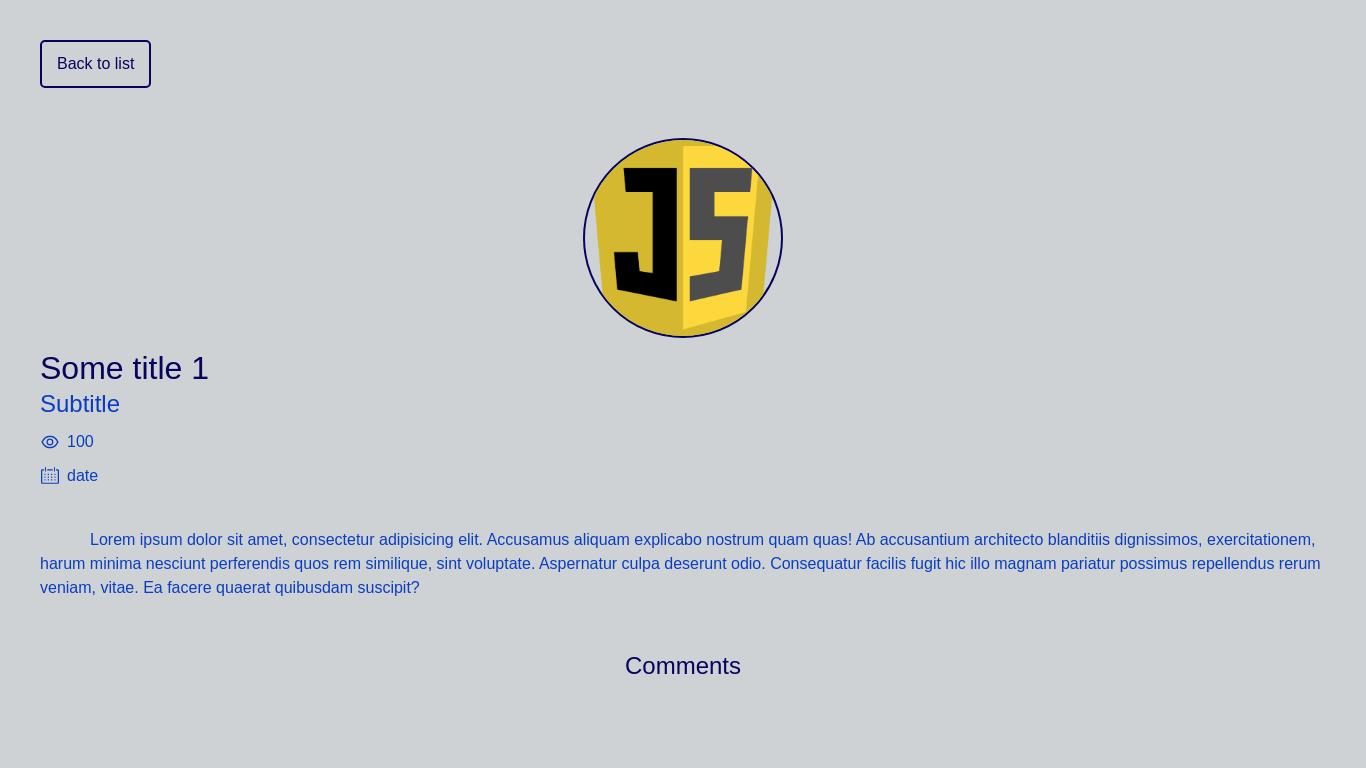 Back to list
JS
Some title 1
Subtitle
100
date
Lorem ipsum dolor sit amet, consectetur adipisicing elit. Accusamus aliquam explicabo nostrum quam quas! Ab accusantium architecto blanditiis dignissimos, exercitationem,
harum minima nesciunt perferendis quos rem similique, sint voluptate. Aspernatur culpa deserunt odio. Consequatur facilis fugit hic illo magnam pariatur possimus repellendus rerum
veniam, vitae. Ea facere quaerat quibusdam suscipit?
Comments